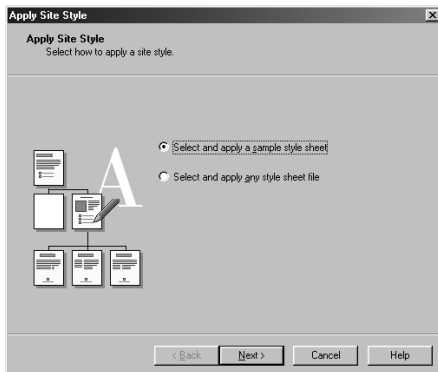 Apply Site Style
Apply Site Style
Select how to apply a site style.
A
Select and apply a sample style sheet
Select and apply any style sheet file
< Back Next > Cancel Help